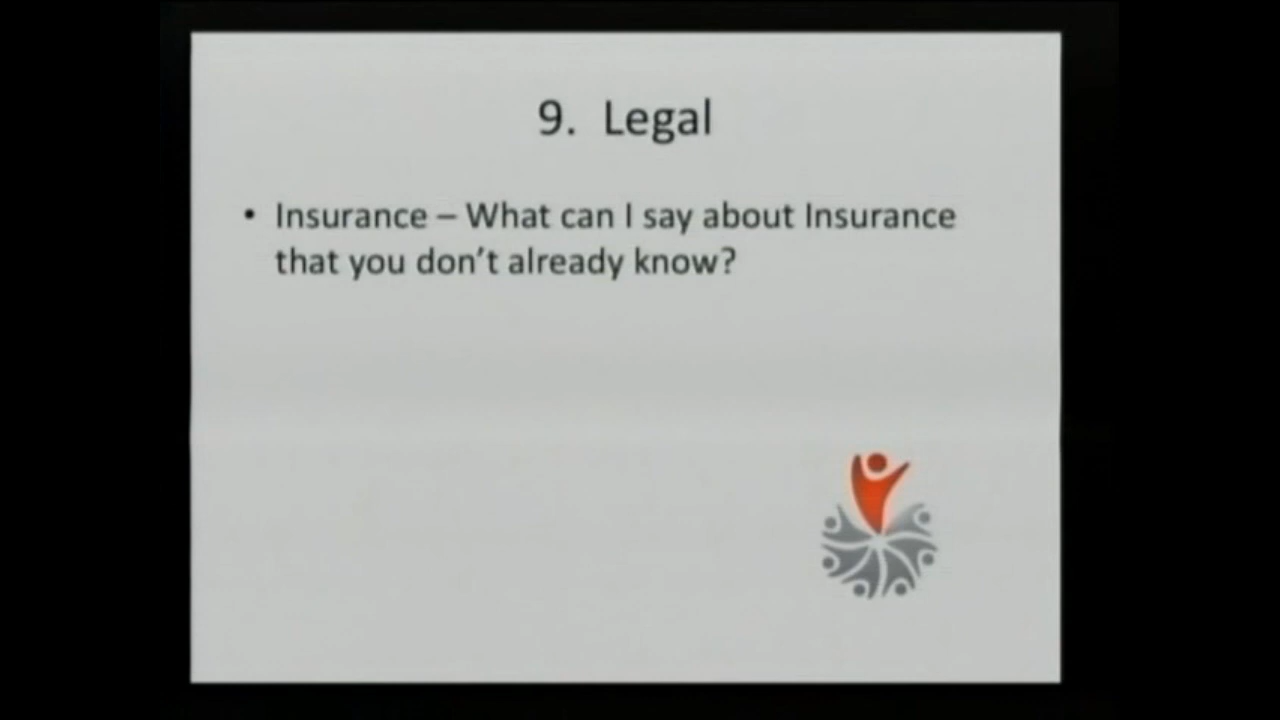 9. Legal
• Insurance – What can I say about Insurance
that you don't already know?